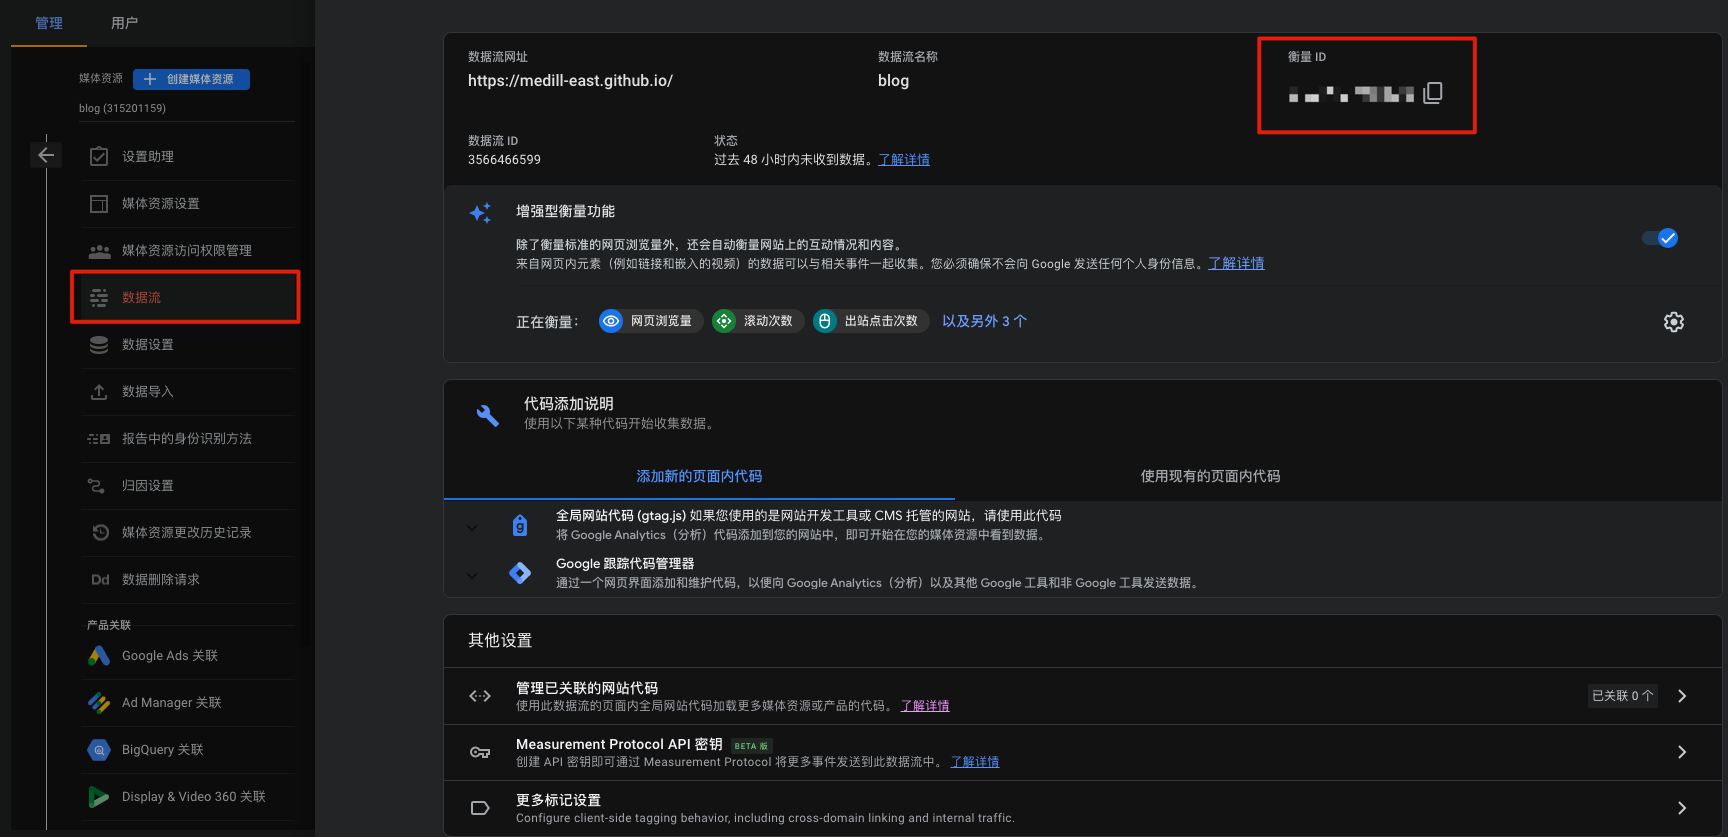 管理
用户
媒体资源
创建媒体资源
blog (315201159)
设置助理
媒体资源设置
媒体资源访问权限管理
数据流
数据设置
数据导入
报告中的身份识别方法
归因设置
媒体资源更改历史记录
Dd 数据删除请求
产品关联
Google Ads 关联
Ad Manager 关联
BigQuery 关联
Display & Video 360 关联
数据流网址
https://medill-east.github.io/
数据流名称
blog
衡量 ID
数据流 ID
3566466599
状态
过去 48 小时内未收到数据。了解详情
增强型衡量功能
除了衡量标准的网页浏览量外，还会自动衡量网站上的互动情况和内容。
来自网页内元素（例如链接和嵌入的视频）的数据可以与相关事件一起收集。您必须确保不会向 Google 发送任何个人身份信息。了解详情
正在衡量： 网页浏览量 滚动次数 出站点击次数 以及另外 3 个
代码添加说明
使用以下某种代码开始收集数据。
添加新的页面内代码
使用现有的页面内代码
全局网站代码 (gtag.js) 如果您使用的是网站开发工具或 CMS 托管的网站，请使用此代码
将 Google Analytics（分析）代码添加到您的网站中，即可开始在您的媒体资源中看到数据。
Google 跟踪代码管理器
通过一个网页界面添加和维护代码，以便向 Google Analytics（分析）以及其他 Google 工具和非 Google 工具发送数据。
其他设置
管理已关联的网站代码
使用此数据流的页面内全局网站代码加载更多媒体资源或产品的代码。 了解详情
已关联 0 个
Measurement Protocol API 密钥 BETA 版
创建 API 密钥即可通过 Measurement Protocol 将更多事件发送到此数据流中。 了解详情
更多标记设置
Configure client-side tagging behavior, including cross-domain linking and internal traffic.